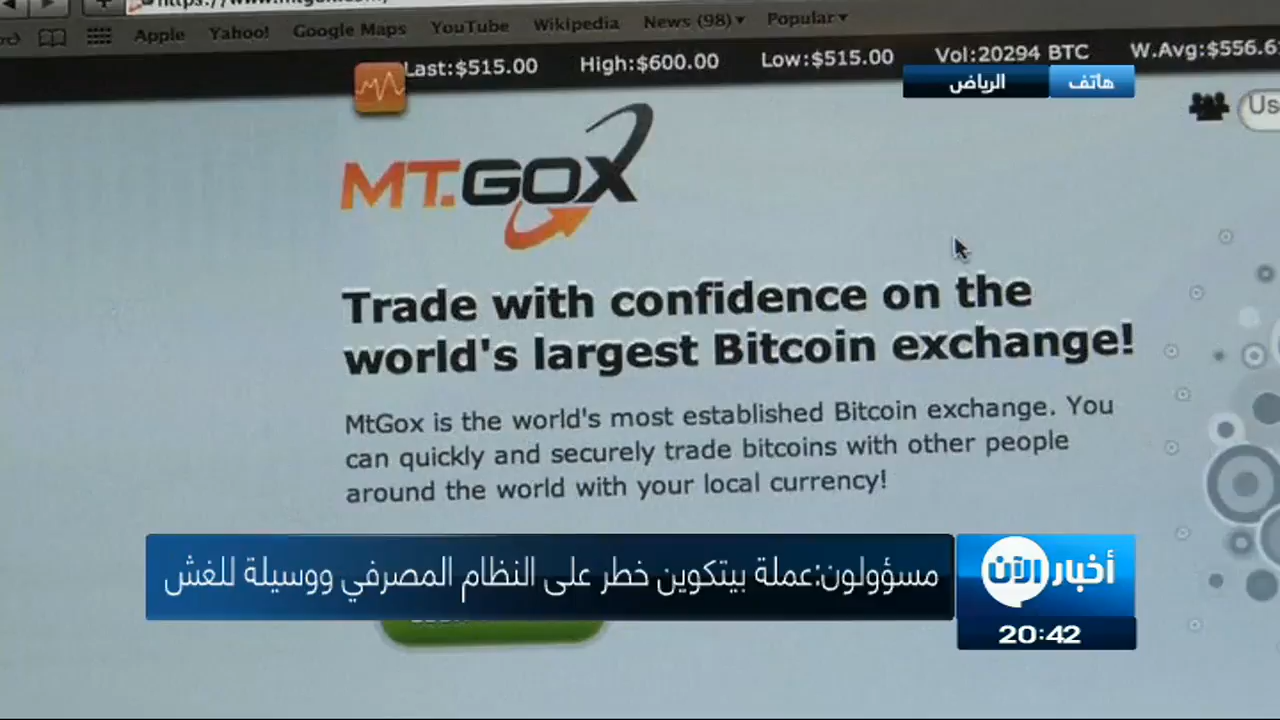 Apple Yahoo! Google Maps YouTube Wikipedia News (98) Popular
Last:$515.00 High:$600.00 Low:$515.00 Vol:20294 BTC W.Avg:$556.6
هاتف الرياض
MT.GOX
Trade with confidence on the
world's largest Bitcoin exchange!
MtGox is the world's most established Bitcoin exchange. You
can quickly and securely trade bitcoins with other people
around the world with your local currency!
مسؤولون:عملة بيتكوين خطر على النظام المصرفي ووسيلة للغش
أخبار الآن
20:42